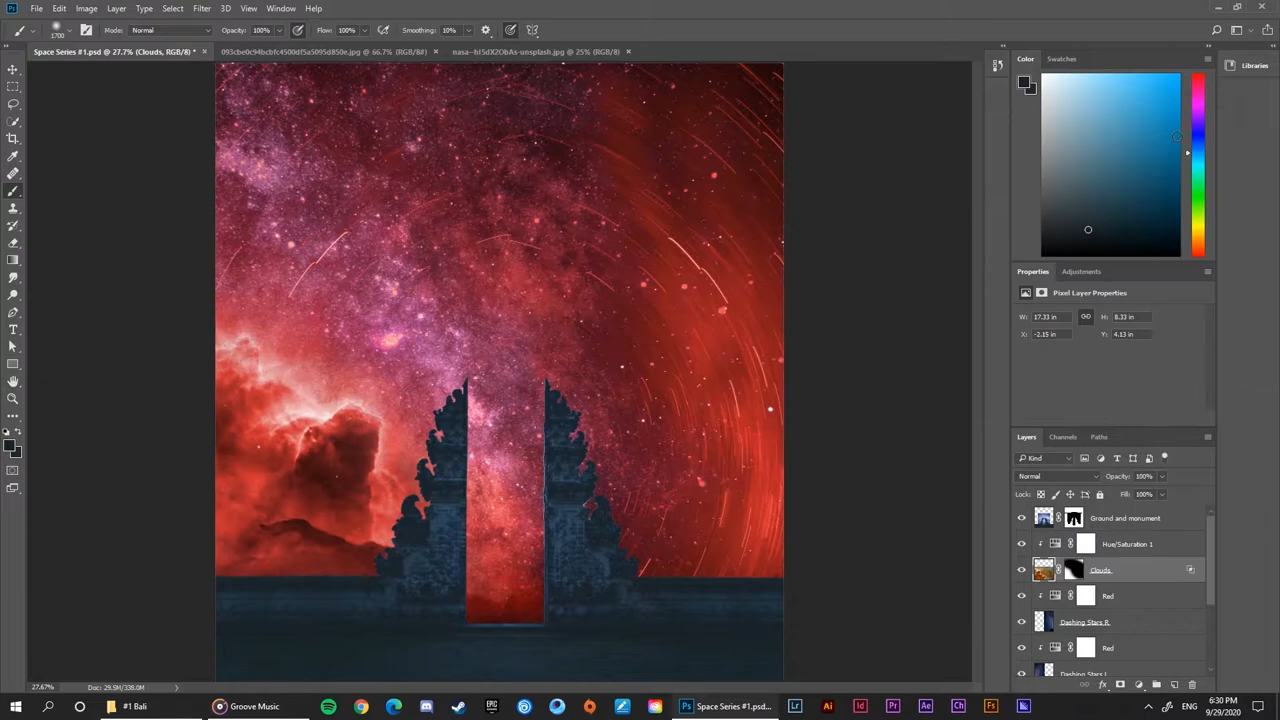 File Edit Image Layer Type Select Filter 3D View Window Help
1700 Mode: Normal Opacity: 100% Flow: 100% Smoothing: 10%
Space Series #1.psd @ 27.7% (Clouds, RGB/8) * × 093cbe0c94bcbfc4500df5a5095d850e.jpg @ 66.7% (RGB/8#) × nasa--hI5dX2ObAs-unsplash.jpg @ 25% (RGB/8) ×
Color Swatches
Libraries
Properties Adjustments
Pixel Layer Properties
W: 17.33 in H: 8.33 in
X: -2.15 in Y: 4.13 in
Layers Channels Paths
Kind
Normal Opacity: 100%
Lock: Fill: 100%
Ground and monument
Hue/Saturation 1
Clouds
Red
Dashing Stars R
Red
Dashing Stars L
27.67% Doc: 29.5M/338.0M
#1 Bali Groove Music Space Series #1.psd... 6:30 PM
ENG 9/29/2020